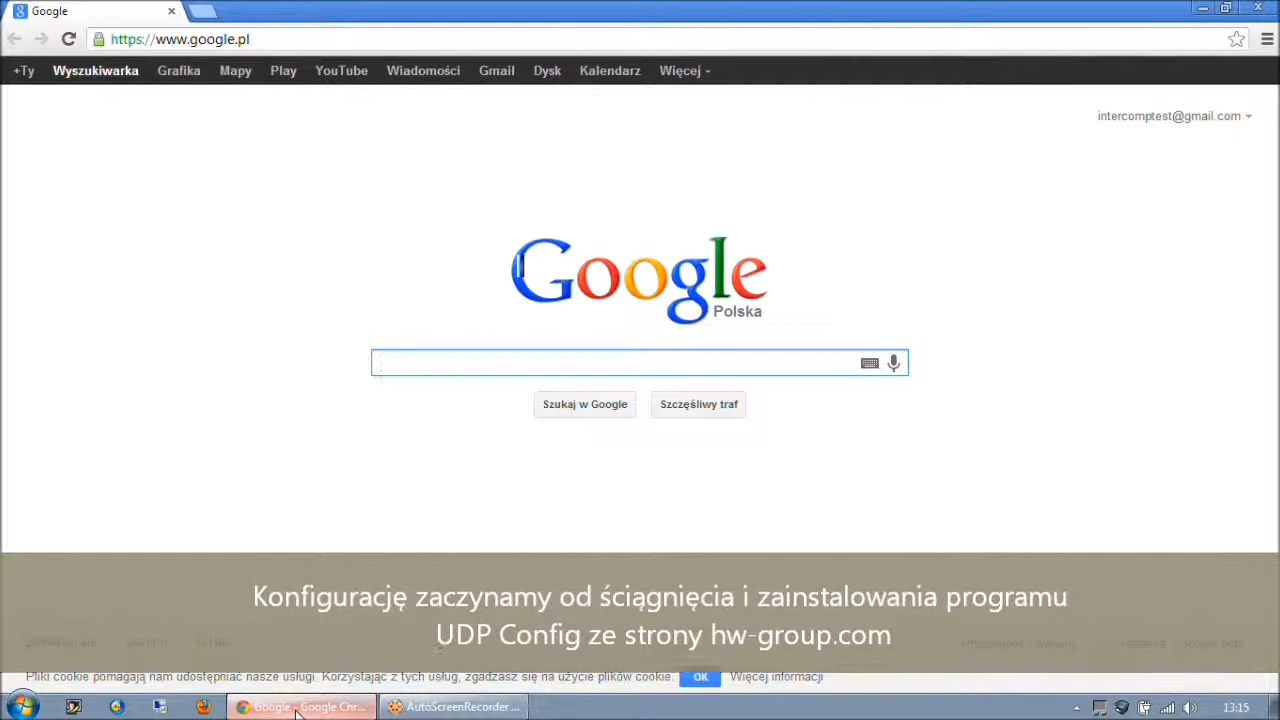 Google
https://www.google.pl
+Ty Wyszukiwarka Grafika Mapy Play YouTube Wiadomości Gmail Dysk Kalendarz Więcej
intercomptest@gmail.com
Google
Polska
Szukaj w Google Szczęśliwy traf
Konfigurację zaczynamy od ściągnięcia i zainstalowania programu
UDP Config ze strony hw-group.com
Pliki cookie pomagają nam udostępniać nasze usługi. Korzystając z tych usług, zgadzasz się na użycie plików cookie. OK Więcej informacji
Google - Google Chr... AutoScreenRecorder ... 13:15